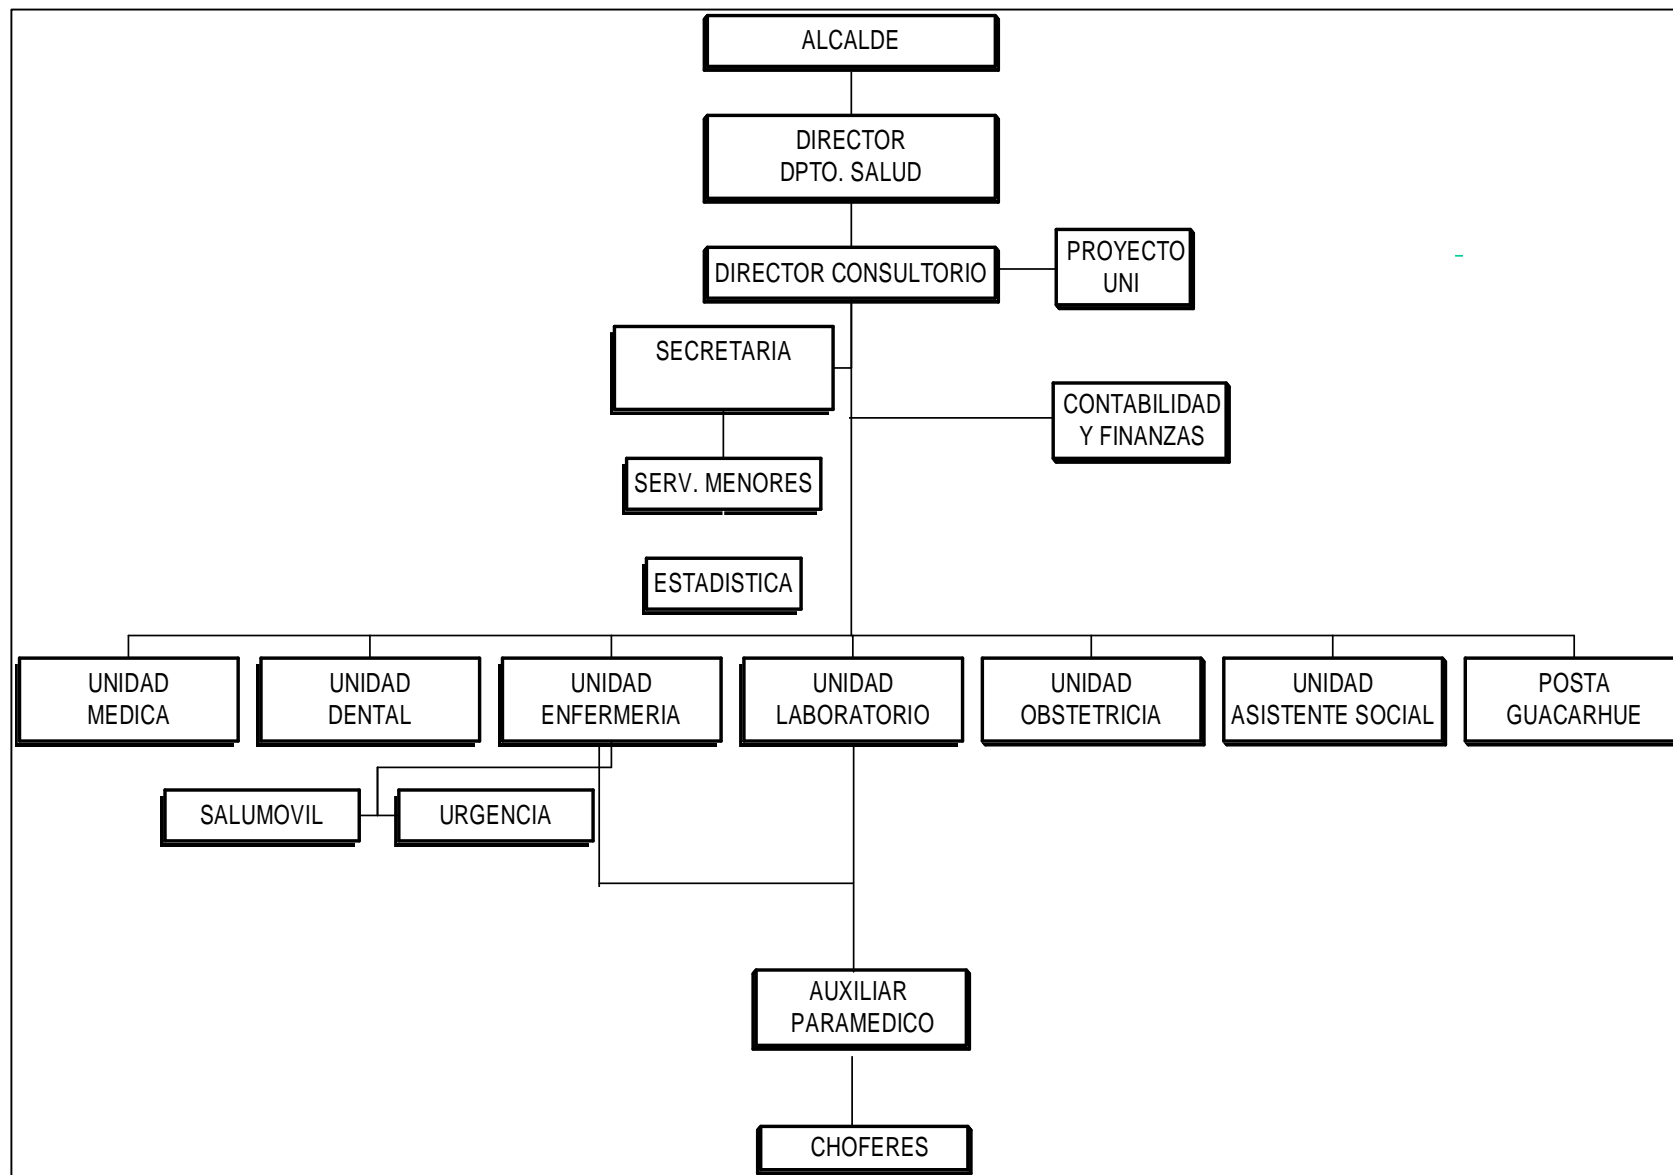 ALCALDE
DIRECTOR
DPTO. SALUD
DIRECTOR CONSULTORIO
PROYECTO
UNI
SECRETARIA
CONTABILIDAD
Y FINANZAS
SERV. MENORES
ESTADISTICA
UNIDAD
MEDICA
UNIDAD
DENTAL
UNIDAD
ENFERMERIA
UNIDAD
LABORATORIO
UNIDAD
OBSTETRICIA
UNIDAD
ASISTENTE SOCIAL
POSTA
GUACARHUE
SALUMOVIL
URGENCIA
AUXILIAR
PARAMEDICO
CHOFERES